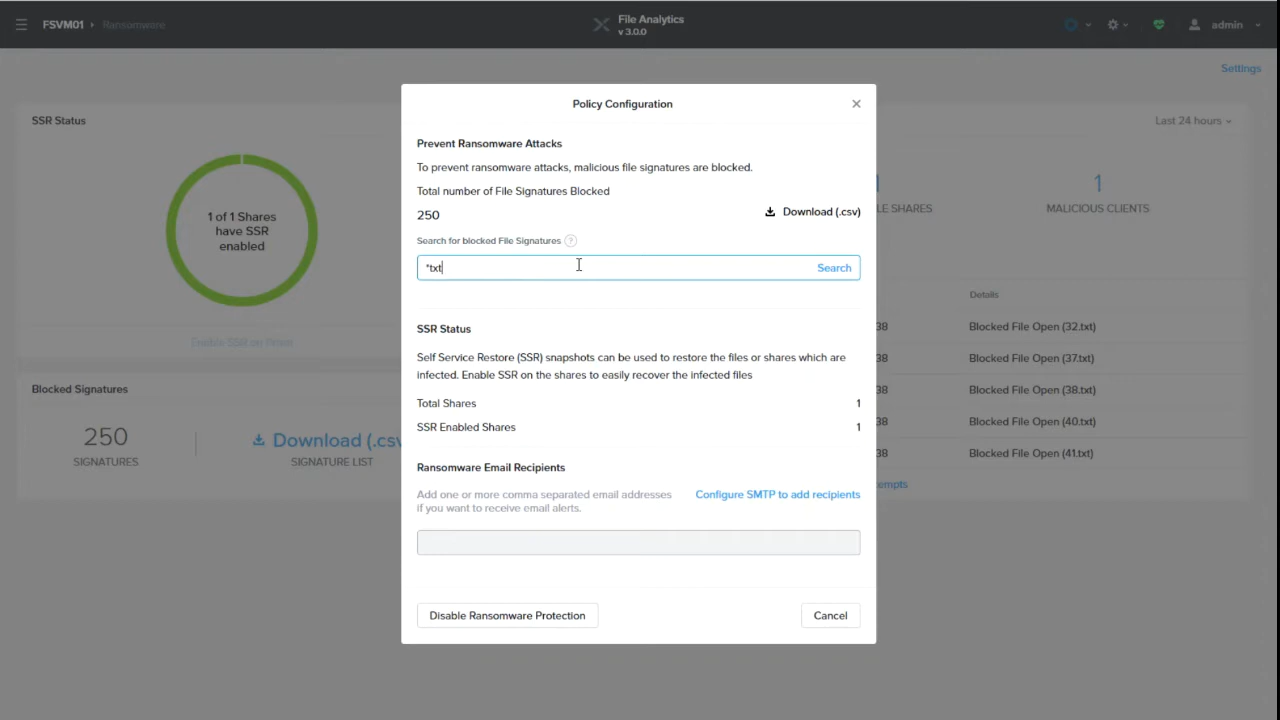 FSVM01
Ransomware
File Analytics
v 3.0.0
admin
Settings
SSR Status
1 of 1 Shares
have SSR
enabled
Blocked Signatures
250
SIGNATURES
Download (.csv
SIGNATURE LIST
Policy Configuration
Prevent Ransomware Attacks
To prevent ransomware attacks, malicious file signatures are blocked.
Total number of File Signatures Blocked
250
Download (.csv)
Search for blocked File Signatures ?
*txt
Search
SSR Status
Self Service Restore (SSR) snapshots can be used to restore the files or shares which are
infected. Enable SSR on the shares to easily recover the infected files
Total Shares 1
SSR Enabled Shares 1
Ransomware Email Recipients
Add one or more comma separated email addresses
if you want to receive email alerts.
Configure SMTP to add recipients
Disable Ransomware Protection
Cancel
Last 24 hours
LE SHARES
1
MALICIOUS CLIENTS
Details
38 Blocked File Open (32.txt)
38 Blocked File Open (37.txt)
38 Blocked File Open (38.txt)
38 Blocked File Open (40.txt)
38 Blocked File Open (41.txt)
empts